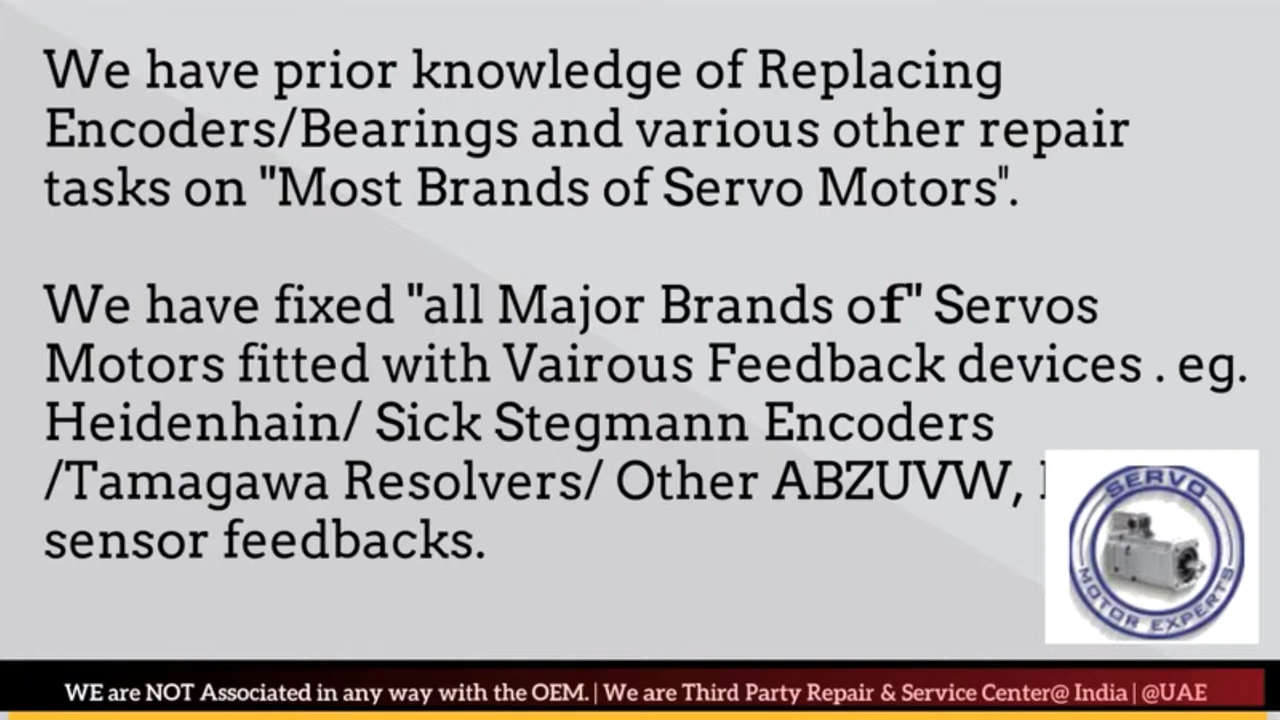 We have prior knowledge of Replacing
Encoders/Bearings and various other repair
tasks on "Most Brands of Servo Motors".
We have fixed "all Major Brands of" Servos
Motors fitted with Vairous Feedback devices . eg.
Heidenhain/ Sick Stegmann Encoders
/Tamagawa Resolvers/ Other ABZUVW,
sensor feedbacks.
SERVO
MOTOR EXPERTS
WE are NOT Associated in any way with the OEM. | We are Third Party Repair & Service Center@ India | @UAE